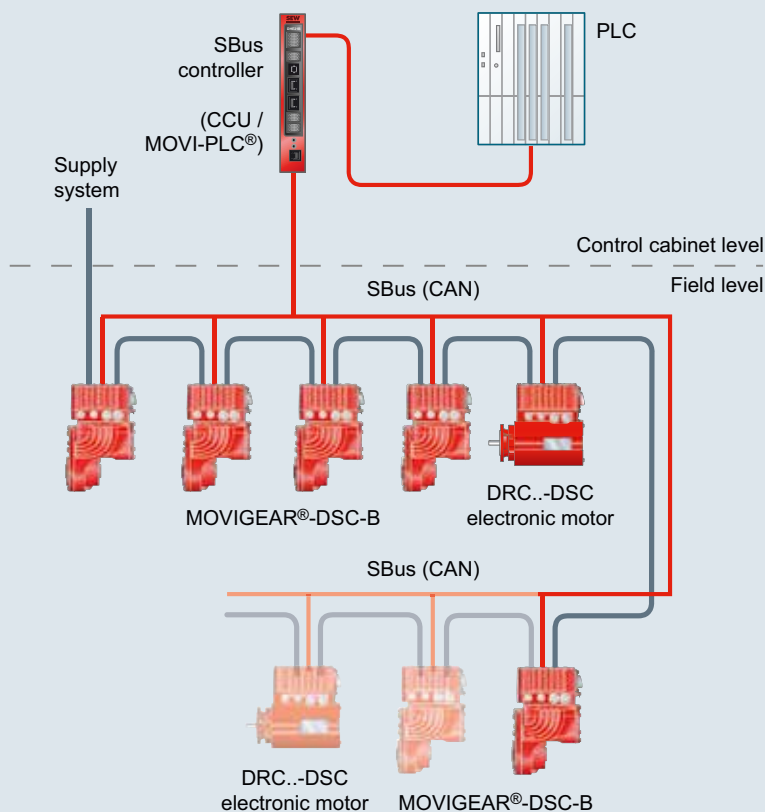 SEW
SBus
controller
(CCU /
MOVI-PLC®)
PLC
Supply
system
Control cabinet level
Field level
SBus (CAN)
MOVIGEAR®-DSC-B
DRC..-DSC
electronic motor
SBus (CAN)
DRC..-DSC
electronic motor
MOVIGEAR®-DSC-B